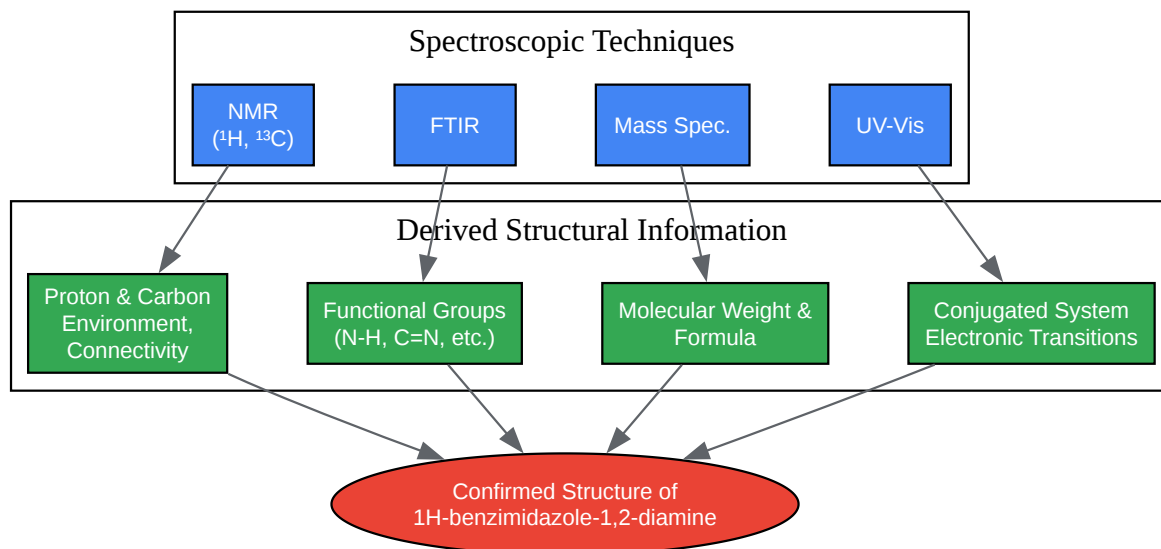 Spectroscopic Techniques
NMR
(¹H, ¹³C)
FTIR
Mass Spec.
UV-Vis
Derived Structural Information
Proton & Carbon
Environment,
Connectivity
Functional Groups
(N-H, C=N, etc.)
Molecular Weight &
Formula
Conjugated System
Electronic Transitions
Confirmed Structure of
1H-benzimidazole-1,2-diamine